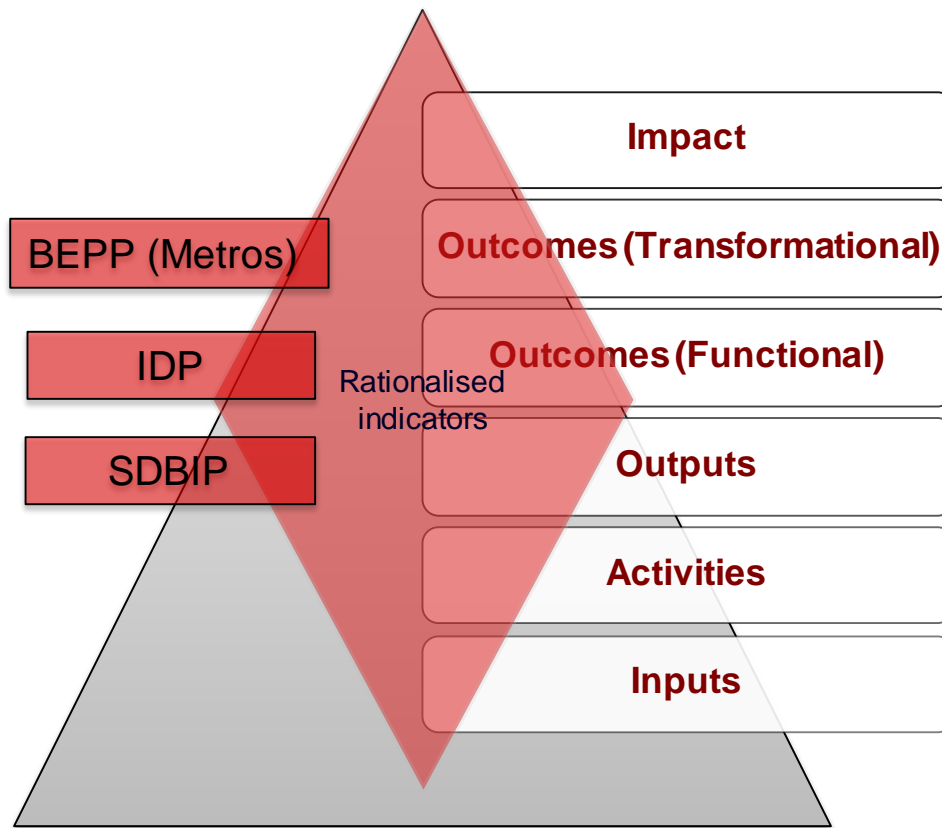 Impact
BEPP (Metros)
Outcomes (Transformational)
IDP
Outcomes (Functional)
Rationalised
indicators
SDBIP
Outputs
Activities
Inputs